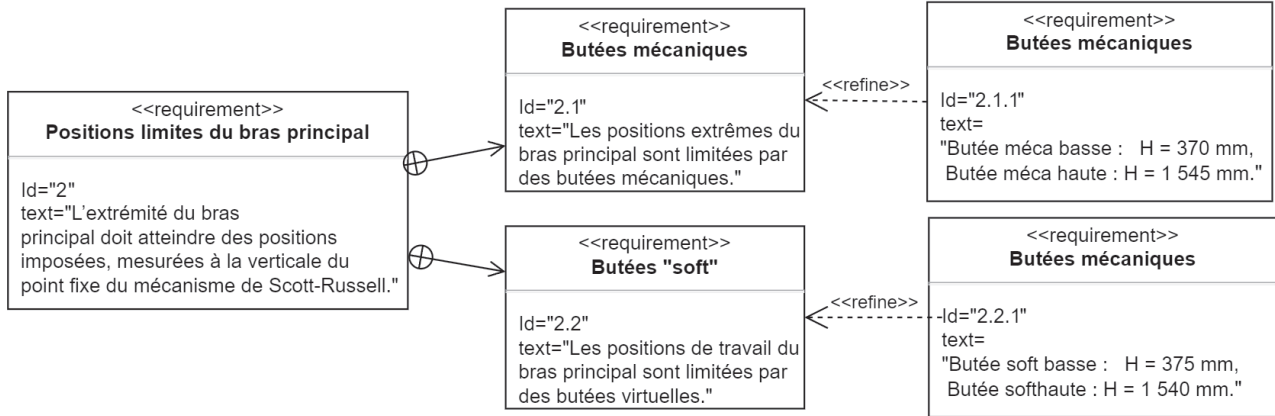 <<requirement>>
Positions limites du bras principal
Id="2"
text="L'extrémité du bras
principal doit atteindre des positions
imposées, mesurées à la verticale du
point fixe du mécanisme de Scott-Russell."
<<requirement>>
Butées mécaniques
Id="2.1"
text="Les positions extrêmes du
bras principal sont limitées par
des butées mécaniques."
<<refine>>
<<requirement>>
Butées mécaniques
Id="2.1.1"
text=
"Butée méca basse : H = 370 mm,
Butée méca haute : H = 1 545 mm."
<<requirement>>
Butées "soft"
Id="2.2"
text="Les positions de travail du
bras principal sont limitées par
des butées virtuelles."
<<refine>>
<<requirement>>
Butées mécaniques
Id="2.2.1"
text=
"Butée soft basse : H = 375 mm,
Butée softhaute : H = 1 540 mm."